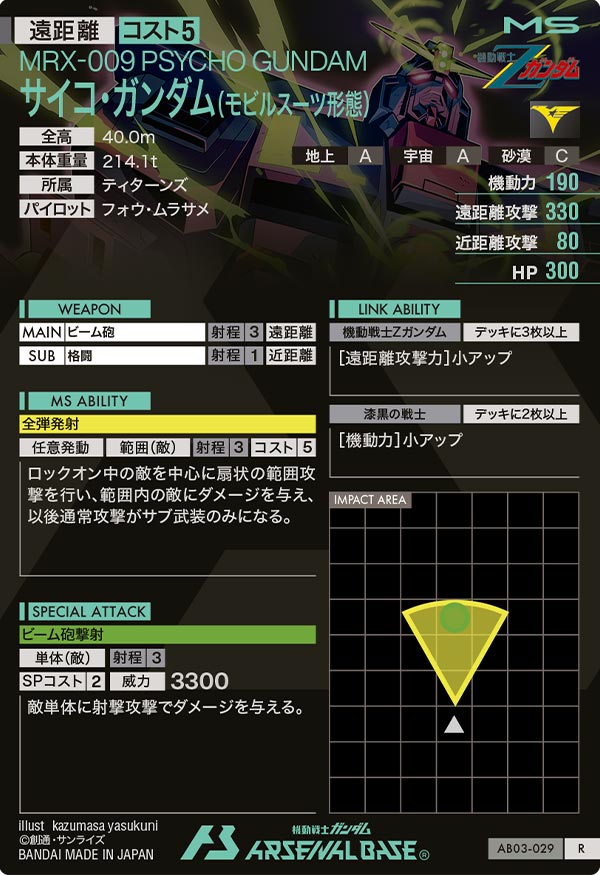 遠距離 コスト5
MS
MRX-009 PSYCHO GUNDAM
機動戦士Zガンダム
サイコ・ガンダム(モビルスーツ形態)
全高 40.0m
本体重量 214.1t
所属 ティターンズ
パイロット フォウ・ムラサメ
地上 A 宇宙 A 砂漠 C
機動力 190
遠距離攻撃 330
近距離攻撃 80
HP 300
WEAPON
MAIN ビーム砲 射程 3 遠距離
SUB 格闘 射程 1 近距離
MS ABILITY
全弾発射
任意発動 範囲(敵) 射程 3 コスト 5
ロックオン中の敵を中心に扇状の範囲攻
撃を行い、範囲内の敵にダメージを与え、
以後通常攻撃がサブ武装のみになる。
SPECIAL ATTACK
ビーム砲撃射
単体(敵) 射程 3
SPコスト 2 威力 3300
敵単体に射撃攻撃でダメージを与える。
LINK ABILITY
機動戦士Zガンダム デッキに3枚以上
[遠距離攻撃力]小アップ
漆黒の戦士 デッキに2枚以上
[機動力]小アップ
IMPACT AREA
illust kazumasa yasukuni
©創通・サンライズ
BANDAI MADE IN JAPAN
機動戦士ガンダム
AB ARSENAL BASE ®
AB03-029 R